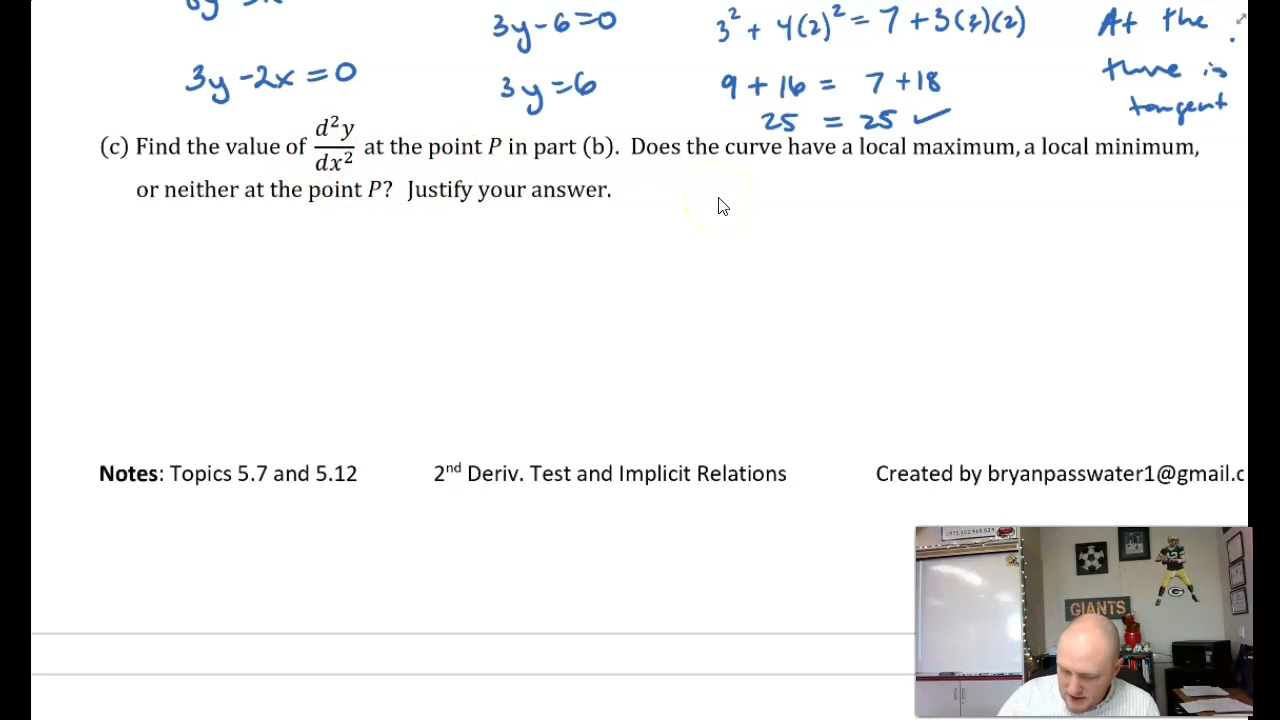 3y - 6 = 0
3² + 4(2)² = 7 + 3(3)(2)
At the
3y - 2x = 0
3y = 6
9 + 16 = 7 + 18
there is
25 = 25 ✓
tangent
(c) Find the value of d²y/dx² at the point P in part (b). Does the curve have a local maximum, a local minimum,
or neither at the point P? Justify your answer.
Notes: Topics 5.7 and 5.12 2nd Deriv. Test and Implicit Relations Created by bryanpasswater1@gmail.c
GIANTS
G